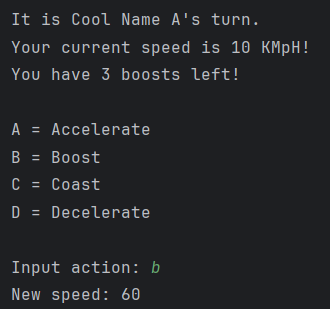 It is Cool Name A's turn.
Your current speed is 10 KMpH!
You have 3 boosts left!
A = Accelerate
B = Boost
C = Coast
D = Decelerate
Input action: b
New speed: 60